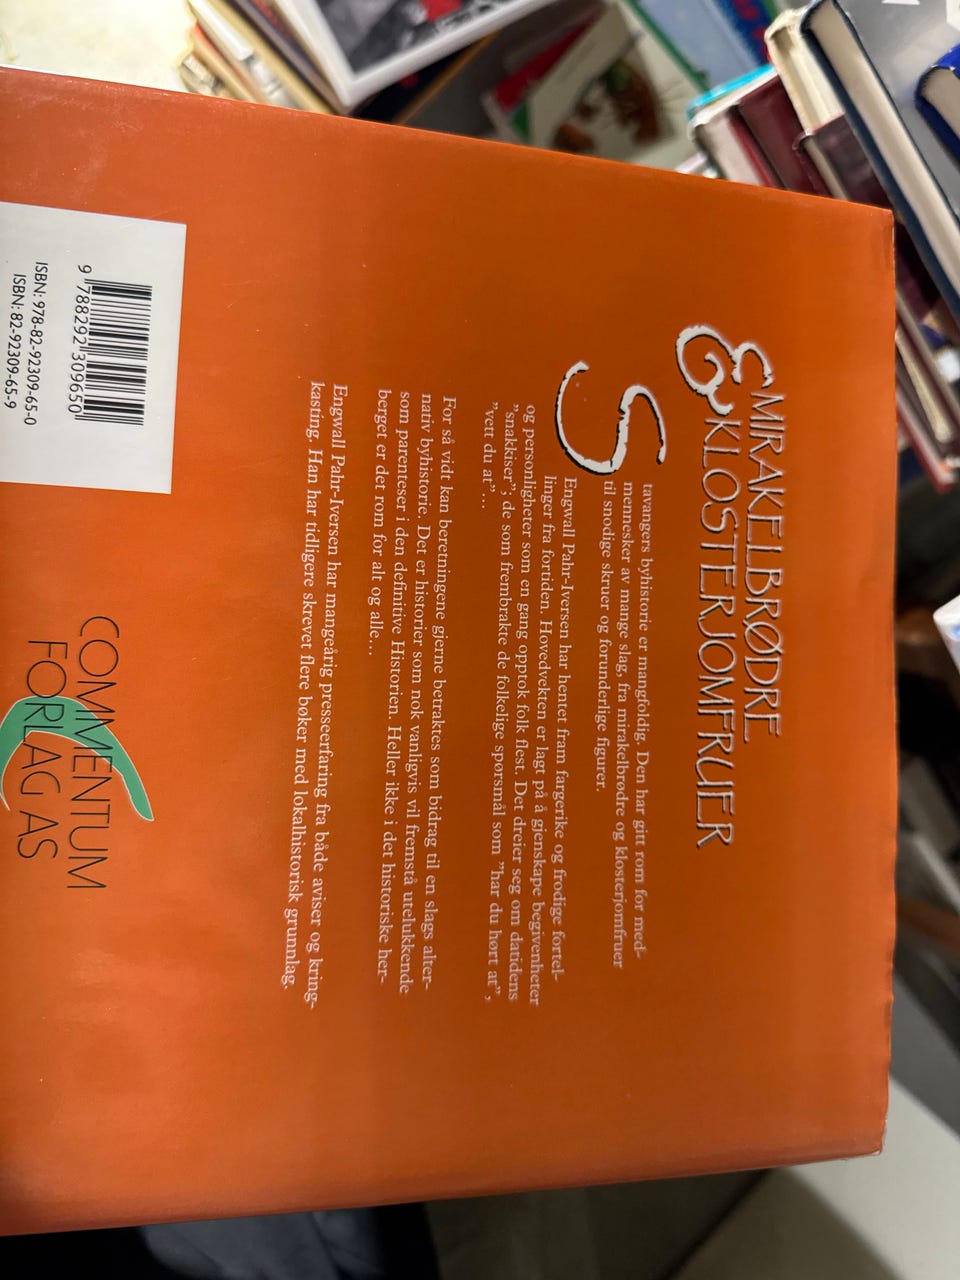 MIRAKELBRØDRE
& KLOSTERJOMFRUER
Stavangers byhistorie er mangfoldig. Den har gitt rom for med-
mennesker av mange slag, fra mirakelbrødre og klosterjomfruer
til snodige skruer og forunderlige figurer.
Engwall Pahr-Iversen har hentet fram fargerike og frodige fortel-
linger fra fortiden. Hovedvekten er lagt på å gjenskape begivenheter
og personligheter som en gang opptok folk flest. Det dreier seg om datidens
"snakkiser"; de som frembrakte de folkelige spørsmål som "har du hørt at",
"vett du at"...
For så vidt kan beretningene gjerne betraktes som bidrag til en slags alter-
nativ byhistorie. Det er historier som nok vanligvis vil fremstå utelukkende
som parenteser i den definitive Historien. Heller ikke i det historiske her-
berget er det rom for alt og alle...
Engwall Pahr-Iversen har mangeårig presseerfaring fra både aviser og kring-
kasting. Han har tidligere skrevet flere bøker med lokalhistorisk grunnlag.
9 788292 309650
ISBN: 978-82-92309-65-0
ISBN: 82-92309-65-9
COMMENTUM
FORLAG AS